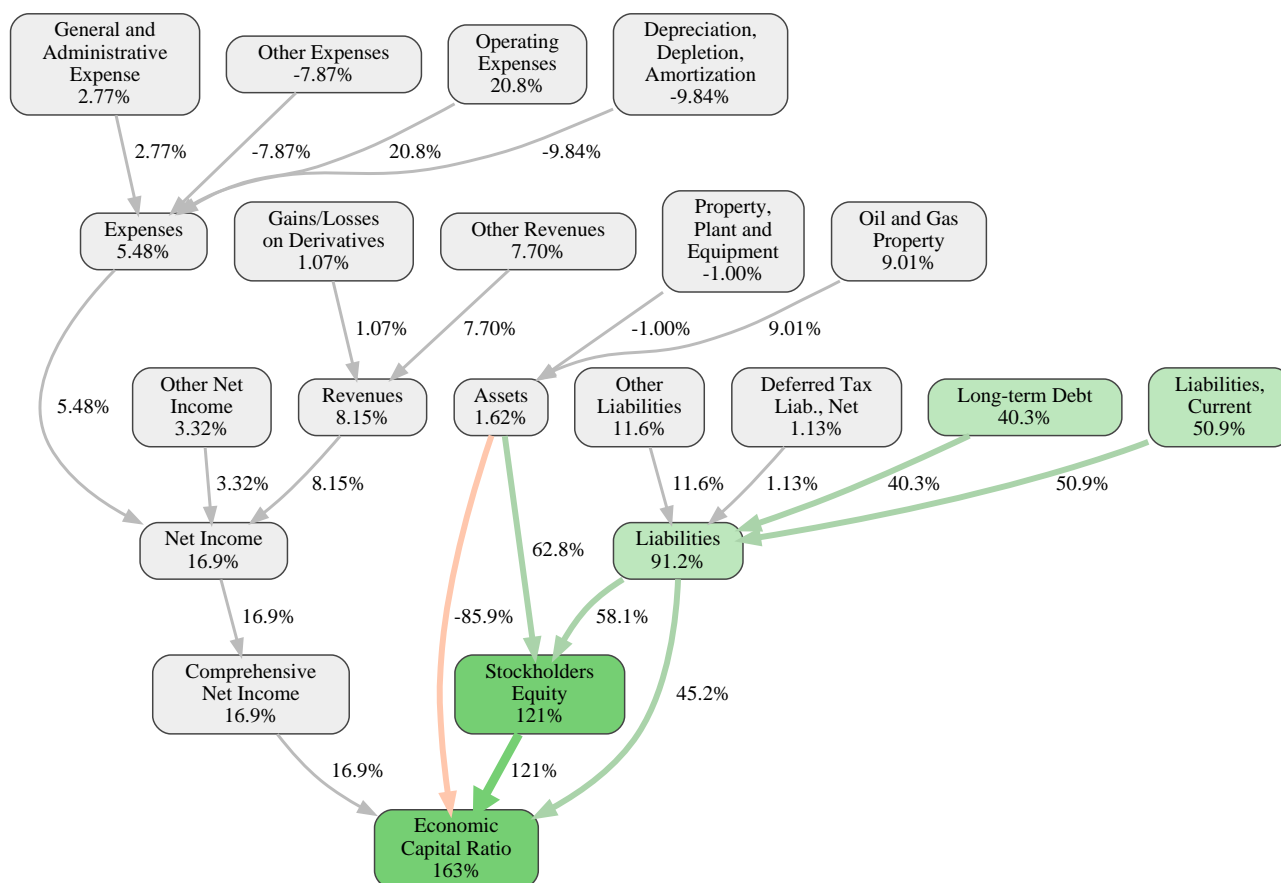 General and
Administrative
Expense
2.77%
Other Expenses
-7.87%
Operating
Expenses
20.8%
Depreciation,
Depletion,
Amortization
-9.84%
2.77%
-7.87%
20.8%
-9.84%
Expenses
5.48%
Gains/Losses
on Derivatives
1.07%
Other Revenues
7.70%
Property,
Plant and
Equipment
-1.00%
Oil and Gas
Property
9.01%
1.07%
7.70%
-1.00%
9.01%
5.48%
Other Net
Income
3.32%
Revenues
8.15%
Assets
1.62%
Other
Liabilities
11.6%
Deferred Tax
Liab., Net
1.13%
Long-term Debt
40.3%
Liabilities,
Current
50.9%
3.32%
8.15%
11.6%
1.13%
40.3%
50.9%
Net Income
16.9%
62.8%
Liabilities
91.2%
16.9%
-85.9%
58.1%
Comprehensive
Net Income
16.9%
Stockholders
Equity
121%
45.2%
16.9%
121%
Economic
Capital Ratio
163%